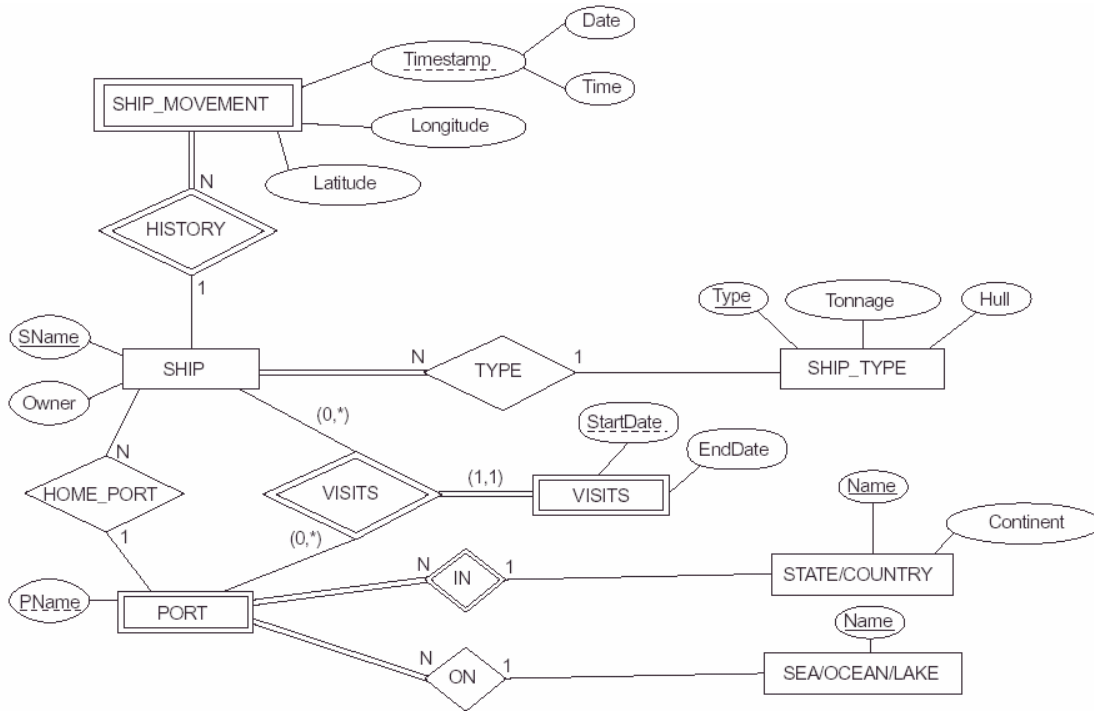 Date
Timestamp
Time
SHIP_MOVEMENT
Longitude
Latitude
N
HISTORY
1
Type
Tonnage
Hull
SName
SHIP
N
TYPE
1
SHIP_TYPE
Owner
(0,*)
StartDate
EndDate
N
HOME_PORT
VISITS
(1,1)
VISITS
1
(0,*)
Name
Continent
N
IN
1
STATE/COUNTRY
PName
PORT
Name
N
ON
1
SEA/OCEAN/LAKE